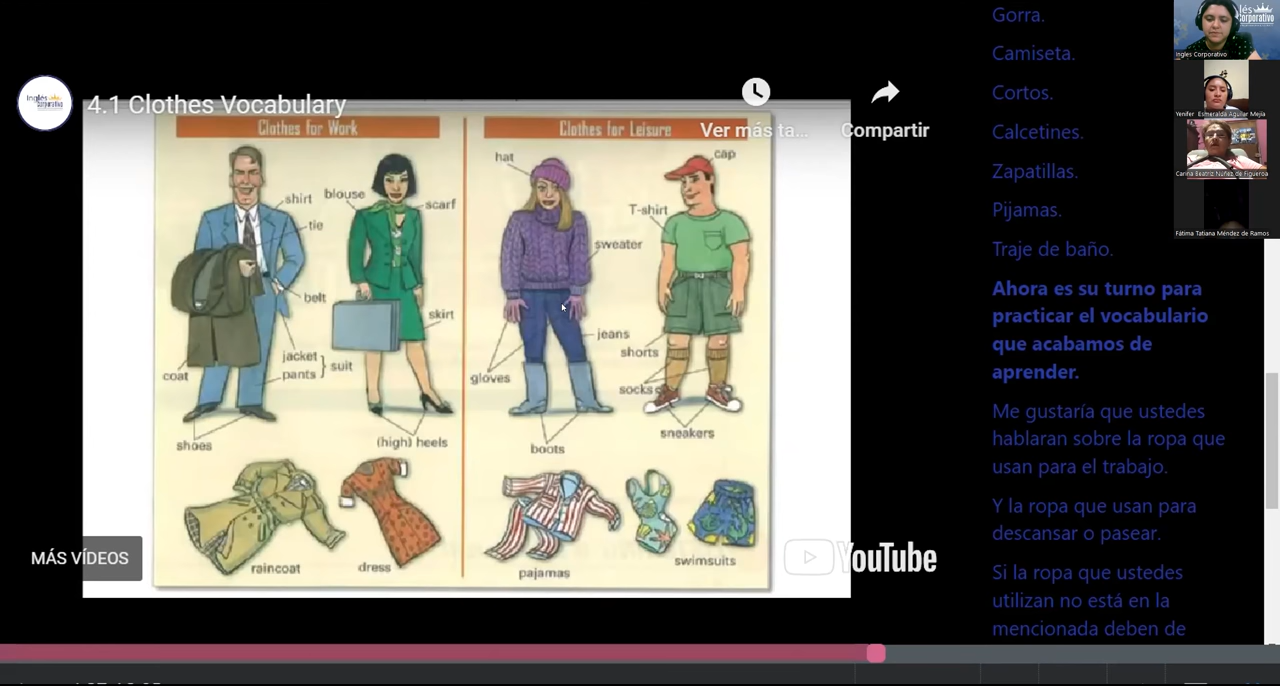 4.1 Clothes Vocabulary
Ver más ta...
Compartir
Clothes for Work
Clothes for Leisure
shirt
blouse
scarf
tie
belt
skirt
jacket
pants
suit
coat
shoes
(high) heels
raincoat
dress
hat
cap
T-shirt
sweater
jeans
shorts
gloves
socks
sneakers
boots
pajamas
swimsuits
MÁS VÍDEOS
YouTube
Gorra.
Camiseta.
Cortos.
Calcetines.
Zapatillas.
Pijamas.
Traje de baño.
Ahora es su turno para
practicar el vocabulario
que acabamos de
aprender.
Me gustaría que ustedes
hablaran sobre la ropa que
usan para el trabajo.
Y la ropa que usan para
descansar o pasear.
Si la ropa que ustedes
utilizan no está en la
mencionada deben de
Ingles Corporativo
Yenifer Esmeralda Aguilar Mejia
Carina Beatriz Nuñez de Figueroa
Fátima Tatiana Méndez de Ramos